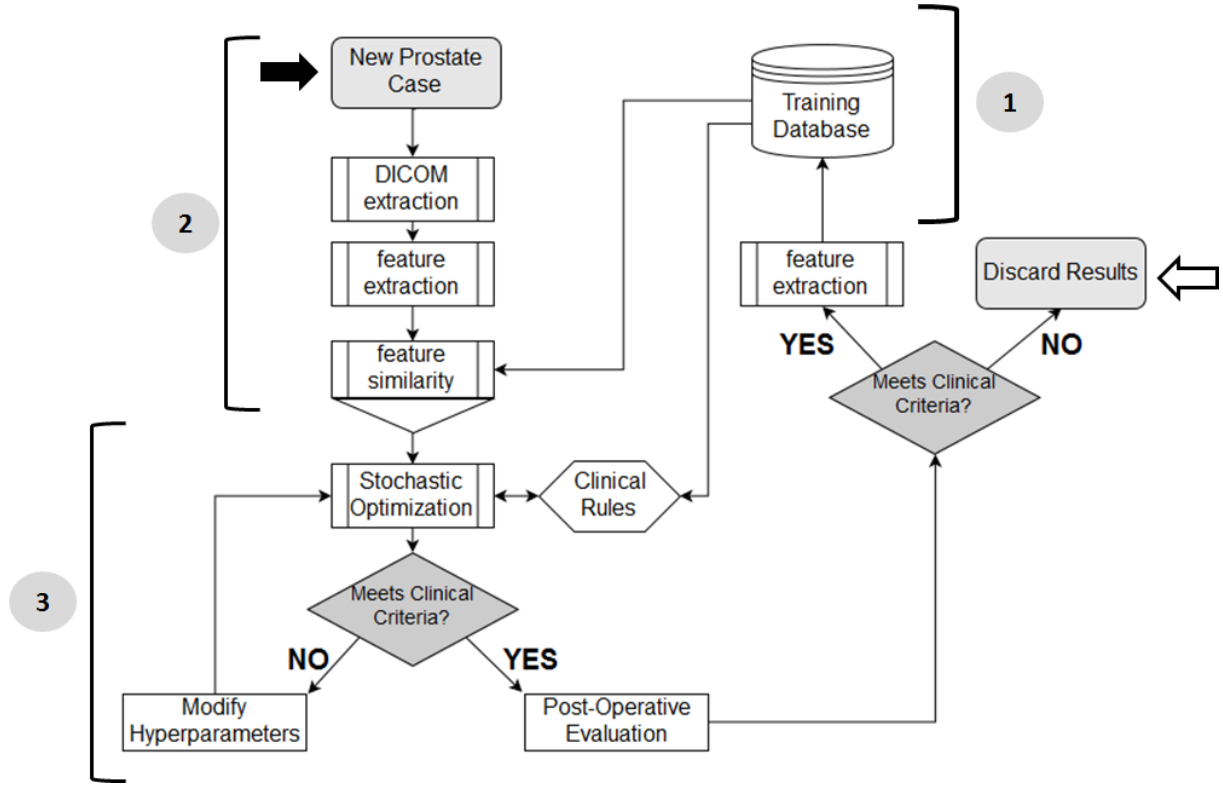 New Prostate
Case
Training
Database
1
DICOM
extraction
2
feature
extraction
feature
extraction
Discard Results
YES
NO
feature
similarity
Meets Clinical
Criteria?
Stochastic
Optimization
Clinical
Rules
Meets Clinical
Criteria?
3
NO
YES
Modify
Hyperparameters
Post-Operative
Evaluation